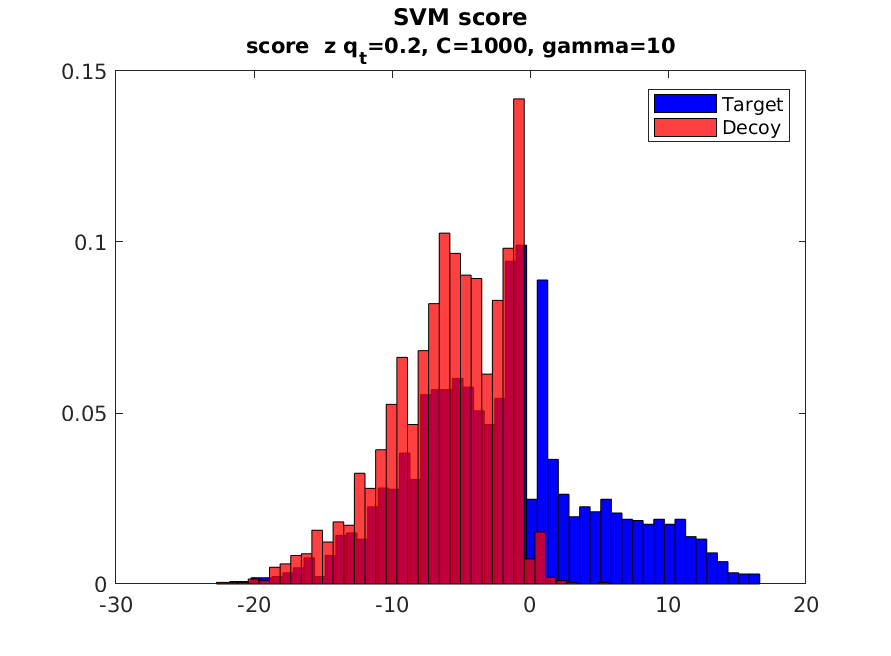 SVM score
score z q_t=0.2, C=1000, gamma=10
0.15
Target
Decoy
0.1
0.05
0
-30 -20 -10 0 10 20